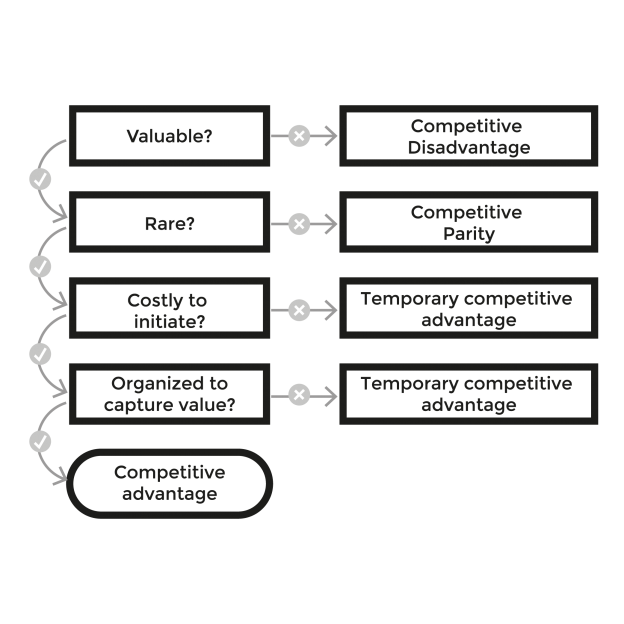 Valuable?
Competitive
Disadvantage
Rare?
Competitive
Parity
Costly to
initiate?
Temporary competitive
advantage
Organized to
capture value?
Temporary competitive
advantage
Competitive
advantage